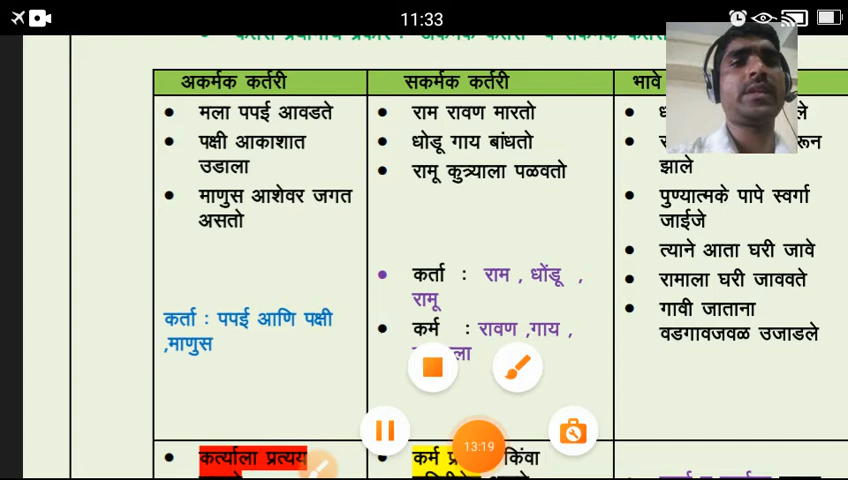 11:33
अकर्मक कर्तरी
सकर्मक कर्तरी
भावे
मला पपई आवडते
पक्षी आकाशात
उडाला
माणुस आशेवर जगत
असतो
कर्ता : पपई आणि पक्षी
,माणुस
राम रावण मारतो
धोडू गाय बांधतो
रामू कुत्र्याला पळवतो
कर्ता : राम , धोंडू ,
रामू
कर्म : रावण ,गाय ,
झाले
पुण्यात्मके पापे स्वर्गा
जाईजे
त्याने आता घरी जावे
रामाला घरी जाववते
गावी जाताना
वडगावजवळ उजाडले
13:19
कर्त्याला प्रत्यय
कर्म
किंवा